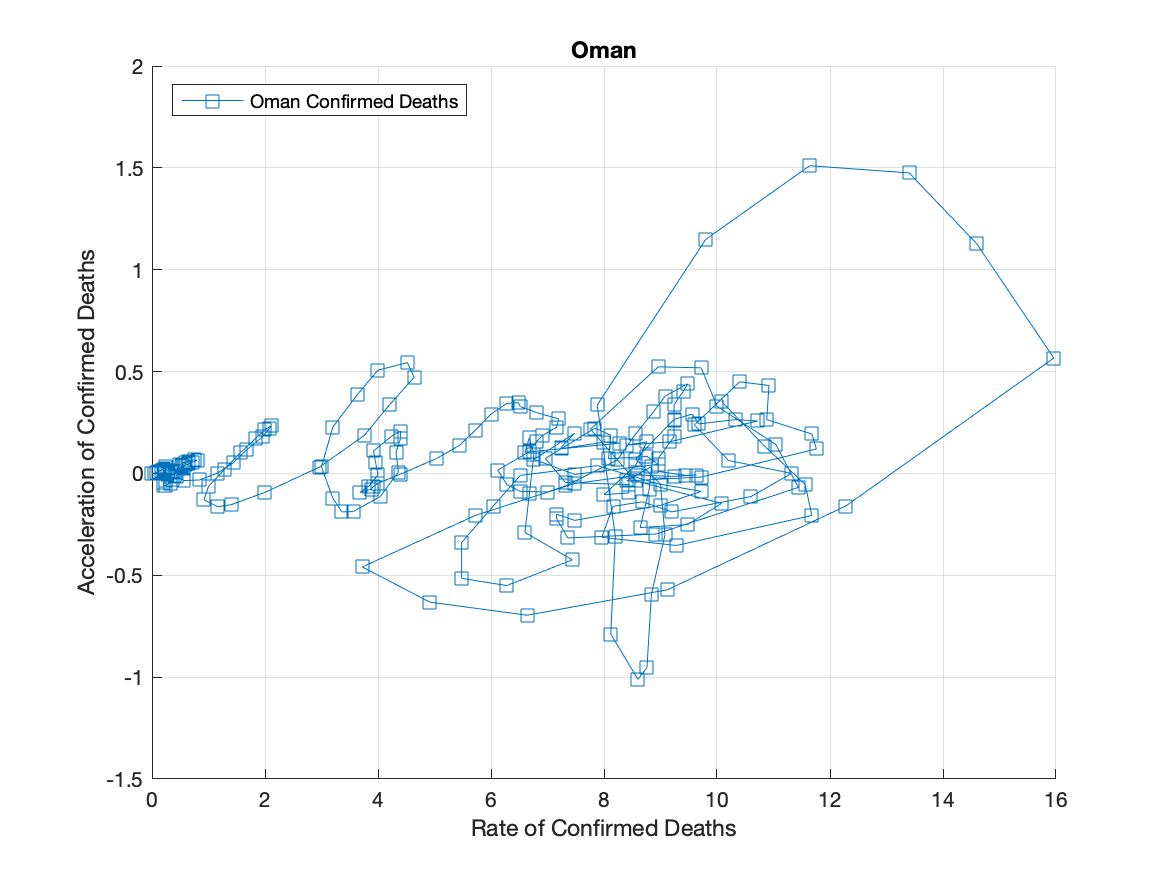 Oman
2
Oman Confirmed Deaths
1.5
1
0.5
0
-0.5
-1
-1.5
Acceleration of Confirmed Deaths
0 2 4 6 8 10 12 14 16
Rate of Confirmed Deaths